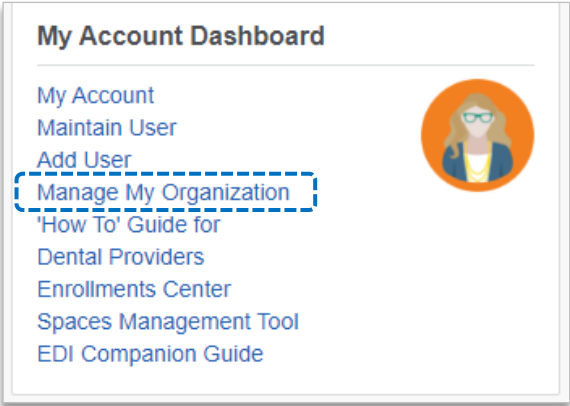 My Account Dashboard
My Account
Maintain User
Add User
Manage My Organization
'How To' Guide for
Dental Providers
Enrollments Center
Spaces Management Tool
EDI Companion Guide